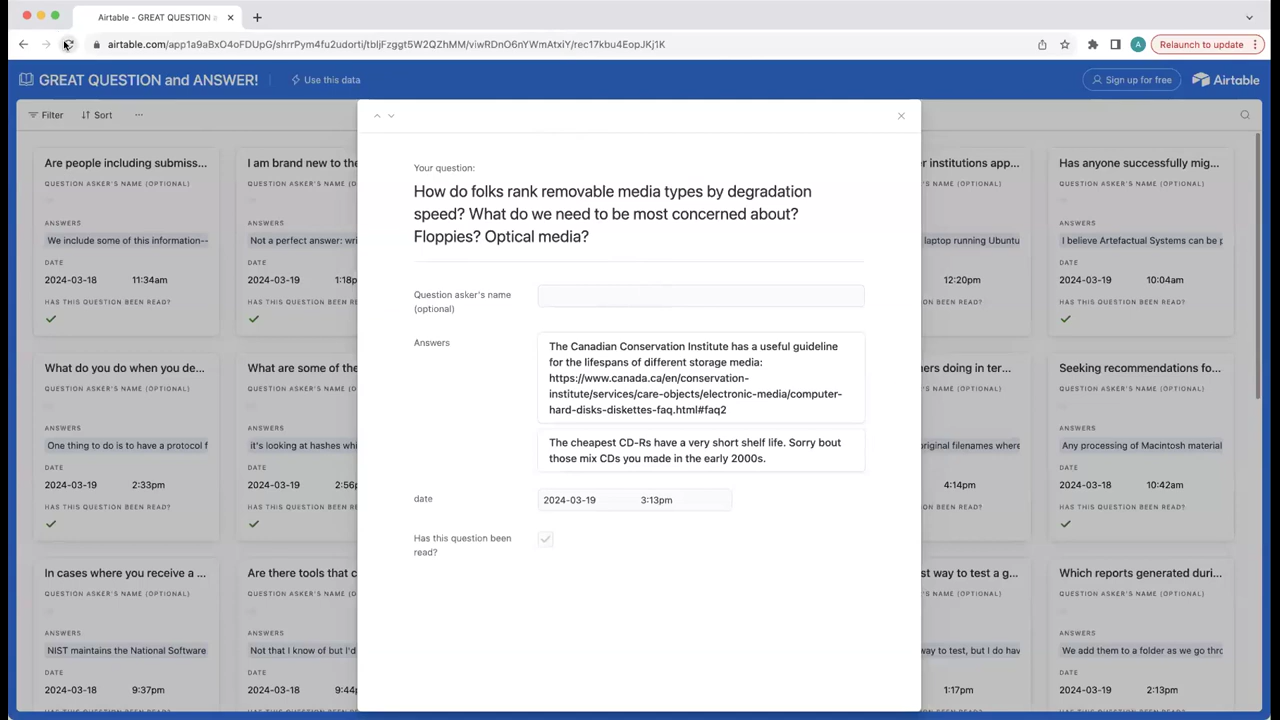 Airtable - GREAT QUESTION a
airtable.com/app1a9aBxO4oFDUpG/shrrPym4fu2udorti/tbljFzggt5W2QZhMM/viwRDnO6nYWmAtxiY/rec17kbu4EopJKj1K
A
Relaunch to update
GREAT QUESTION and ANSWER!
Use this data
Sign up for free
Airtable
Filter
Sort
Your question:
How do folks rank removable media types by degradation
speed? What do we need to be most concerned about?
Floppies? Optical media?
Question asker's name
(optional)
Answers
The Canadian Conservation Institute has a useful guideline
for the lifespans of different storage media:
https://www.canada.ca/en/conservation-
institute/services/care-objects/electronic-media/computer-
hard-disks-diskettes-faq.html#faq2
The cheapest CD-Rs have a very short shelf life. Sorry bout
those mix CDs you made in the early 2000s.
date
2024-03-19 3:13pm
Has this question been
read?
Are people including submiss...
QUESTION ASKER'S NAME (OPTIONAL)
ANSWERS
We include some of this information--
DATE
2024-03-18 11:34am
HAS THIS QUESTION BEEN READ?
I am brand new to the
QUESTION ASKER'S NAME
ANSWERS
Not a perfect answer: wri
DATE
2024-03-19 1:18p
HAS THIS QUESTION BEEN R
r institutions app...
NAME (OPTIONAL)
laptop running Ubuntu
12:20pm
BEEN READ?
Has anyone successfully mig...
QUESTION ASKER'S NAME (OPTIONAL)
ANSWERS
I believe Artefactual Systems can be p
DATE
2024-03-19 10:04am
HAS THIS QUESTION BEEN READ?
What do you do when you de...
QUESTION ASKER'S NAME (OPTIONAL)
ANSWERS
One thing to do is to have a protocol f
DATE
2024-03-19 2:33pm
HAS THIS QUESTION BEEN READ?
What are some of the
QUESTION ASKER'S NAME
ANSWERS
it's looking at hashes whi
DATE
2024-03-19 2:56p
HAS THIS QUESTION BEEN R
ners doing in ter...
NAME (OPTIONAL)
original filenames where
4:14pm
BEEN READ?
Seeking recommendations fo...
QUESTION ASKER'S NAME (OPTIONAL)
ANSWERS
Any processing of Macintosh material
DATE
2024-03-18 10:42am
HAS THIS QUESTION BEEN READ?
In cases where you receive a ...
QUESTION ASKER'S NAME (OPTIONAL)
ANSWERS
NIST maintains the National Software
DATE
2024-03-18 9:37pm
Are there tools that c
QUESTION ASKER'S NAME
ANSWERS
Not that I know of but I'd
DATE
2024-03-18 9:44p
st way to test a g...
NAME (OPTIONAL)
way to test, but I do hav
1:17pm
Which reports generated duri...
QUESTION ASKER'S NAME (OPTIONAL)
ANSWERS
We add them to a folder as we go thro
DATE
2024-03-19 2:13pm